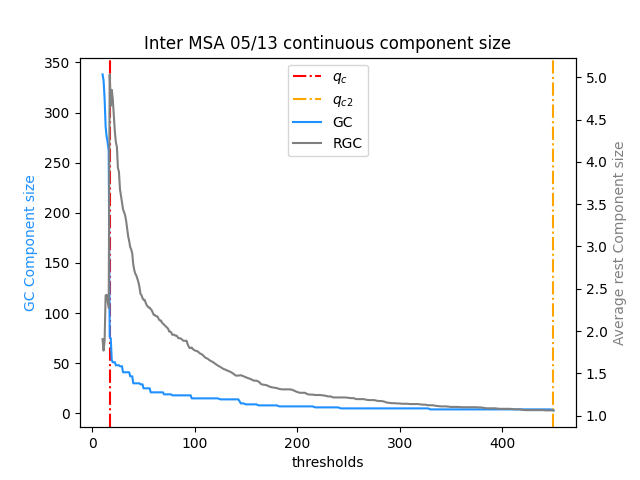 Inter MSA 05/13 continuous component size
q_c
q_c2
GC
RGC
350
300
250
200
150
100
50
0
GC Component size
5.0
4.5
4.0
3.5
3.0
2.5
2.0
1.5
1.0
Average rest Component size
0 100 200 300 400
thresholds